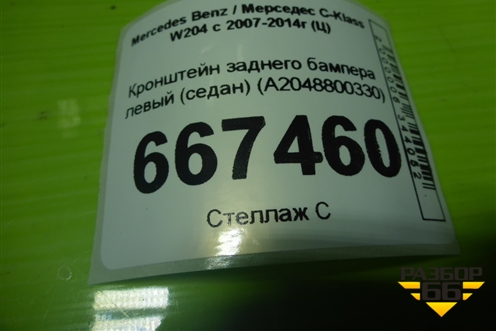 Mercedes Benz / Мерседес C-Klass
W204 с 2007-2014г (Ц)
Кронштейн заднего бампера
левый (седан) (A2048800330)
667460
Стеллаж С
РАЗБОР
66